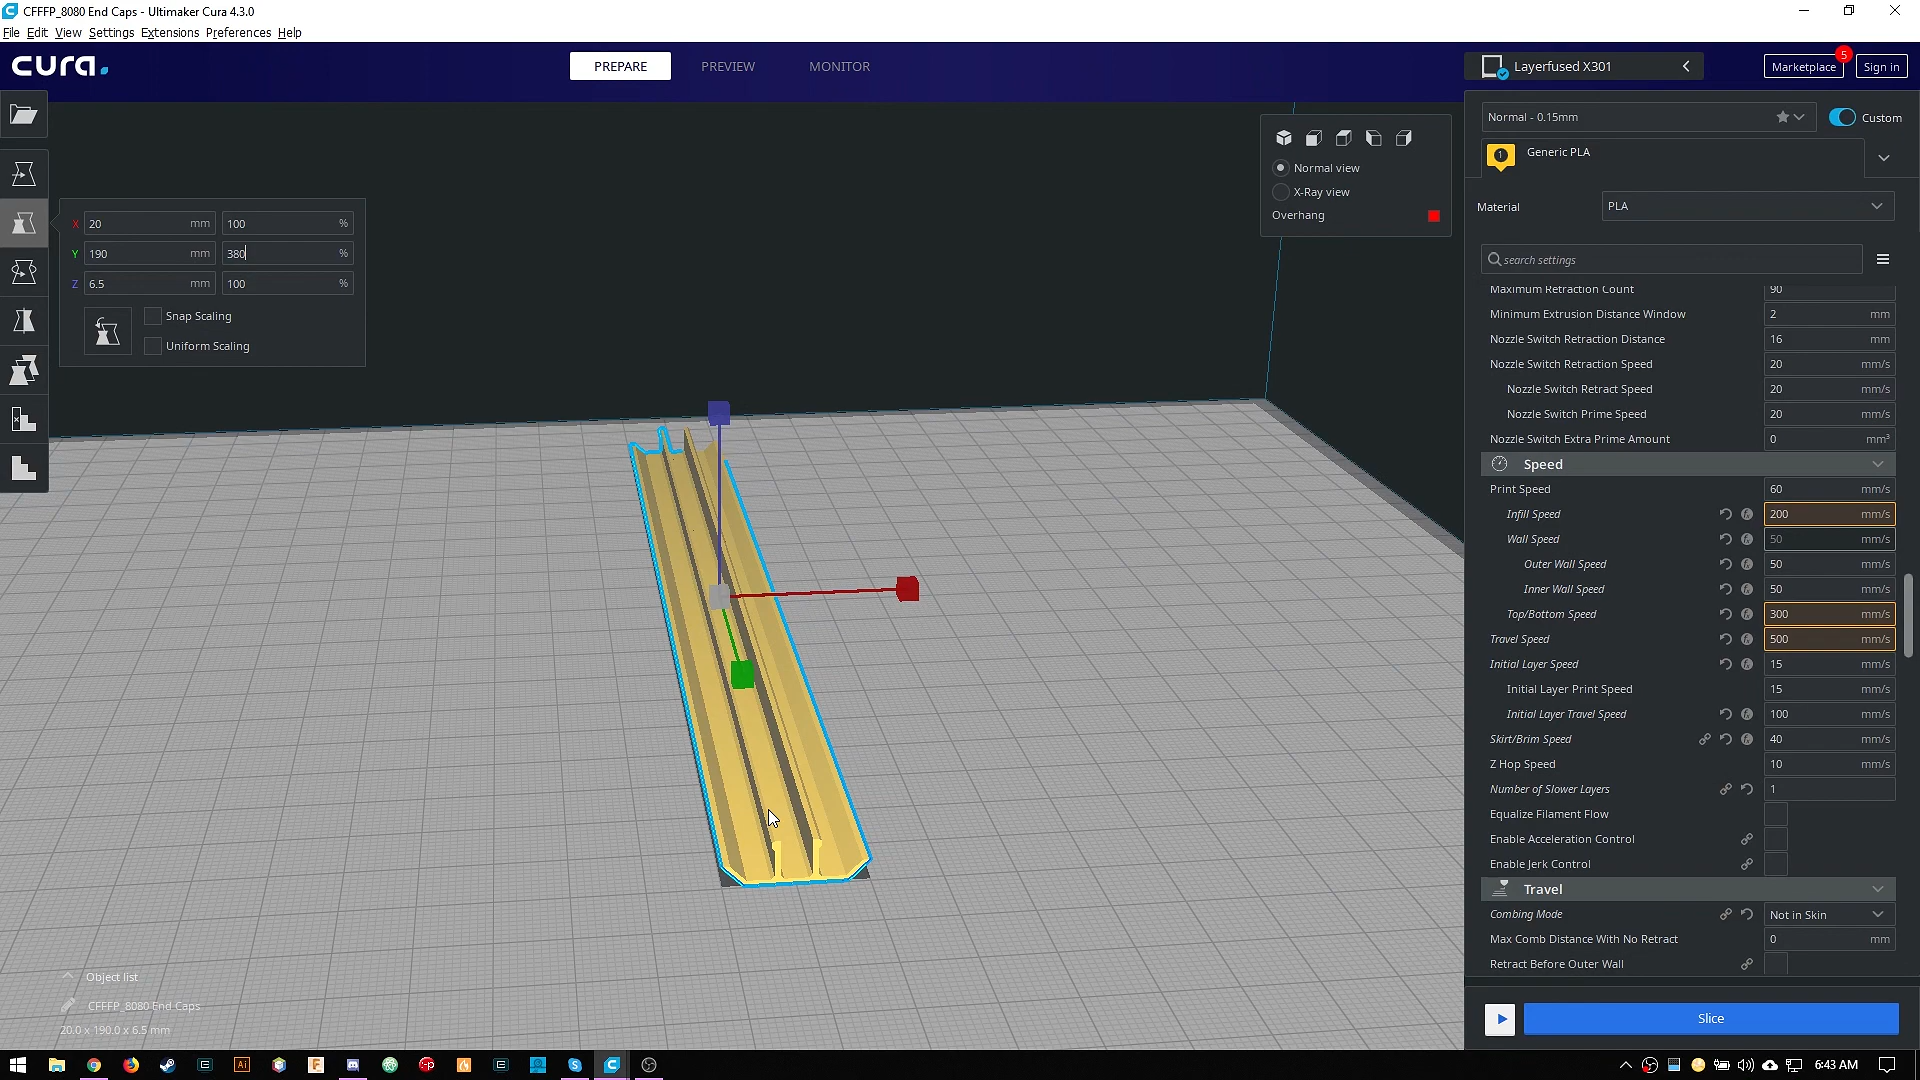 CFFFP_8080 End Caps - Ultimaker Cura 4.3.0
File Edit View Settings Extensions Preferences Help
cura.
PREPARE PREVIEW MONITOR
Layerfused X301
Marketplace 5
Sign in
Normal - 0.15mm
Custom
1 Generic PLA
Material PLA
search settings
X 20 mm 100 %
Y 190 mm 380 %
Z 6.5 mm 100 %
Snap Scaling
Uniform Scaling
Normal view
X-Ray view
Overhang
Maximum Retraction Count 90
Minimum Extrusion Distance Window 2 mm
Nozzle Switch Retraction Distance 16 mm
Nozzle Switch Retraction Speed 20 mm/s
Nozzle Switch Retract Speed 20 mm/s
Nozzle Switch Prime Speed 20 mm/s
Nozzle Switch Extra Prime Amount 0 mm³
Speed
Print Speed 60 mm/s
Infill Speed 200 mm/s
Wall Speed 50 mm/s
Outer Wall Speed 50 mm/s
Inner Wall Speed 50 mm/s
Top/Bottom Speed 300 mm/s
Travel Speed 500 mm/s
Initial Layer Speed 15 mm/s
Initial Layer Print Speed 15 mm/s
Initial Layer Travel Speed 100 mm/s
Skirt/Brim Speed 40 mm/s
Z Hop Speed 10 mm/s
Number of Slower Layers 1
Equalize Filament Flow
Enable Acceleration Control
Enable Jerk Control
Travel
Combing Mode Not in Skin
Max Comb Distance With No Retract 0 mm
Retract Before Outer Wall
Object list
CFFFP_8080 End Caps
20.0 x 190.0 x 6.5 mm
Slice
6:43 AM